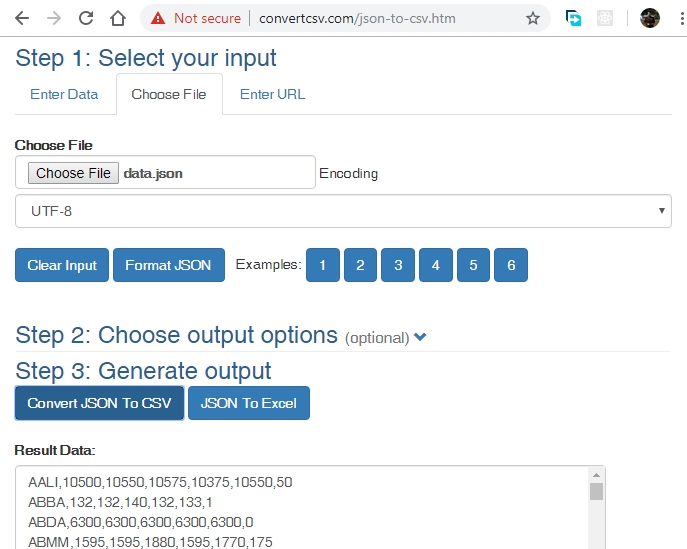 Not secure | convertcsv.com/json-to-csv.htm
Step 1: Select your input
Enter Data Choose File Enter URL
Choose File
Choose File data.json Encoding
UTF-8
Clear Input Format JSON Examples: 1 2 3 4 5 6
Step 2: Choose output options (optional)
Step 3: Generate output
Convert JSON To CSV JSON To Excel
Result Data:
AALI,10500,10550,10575,10375,10550,50
ABBA,132,132,140,132,133,1
ABDA,6300,6300,6300,6300,6300,0
ABMM,1595,1595,1880,1595,1770,175